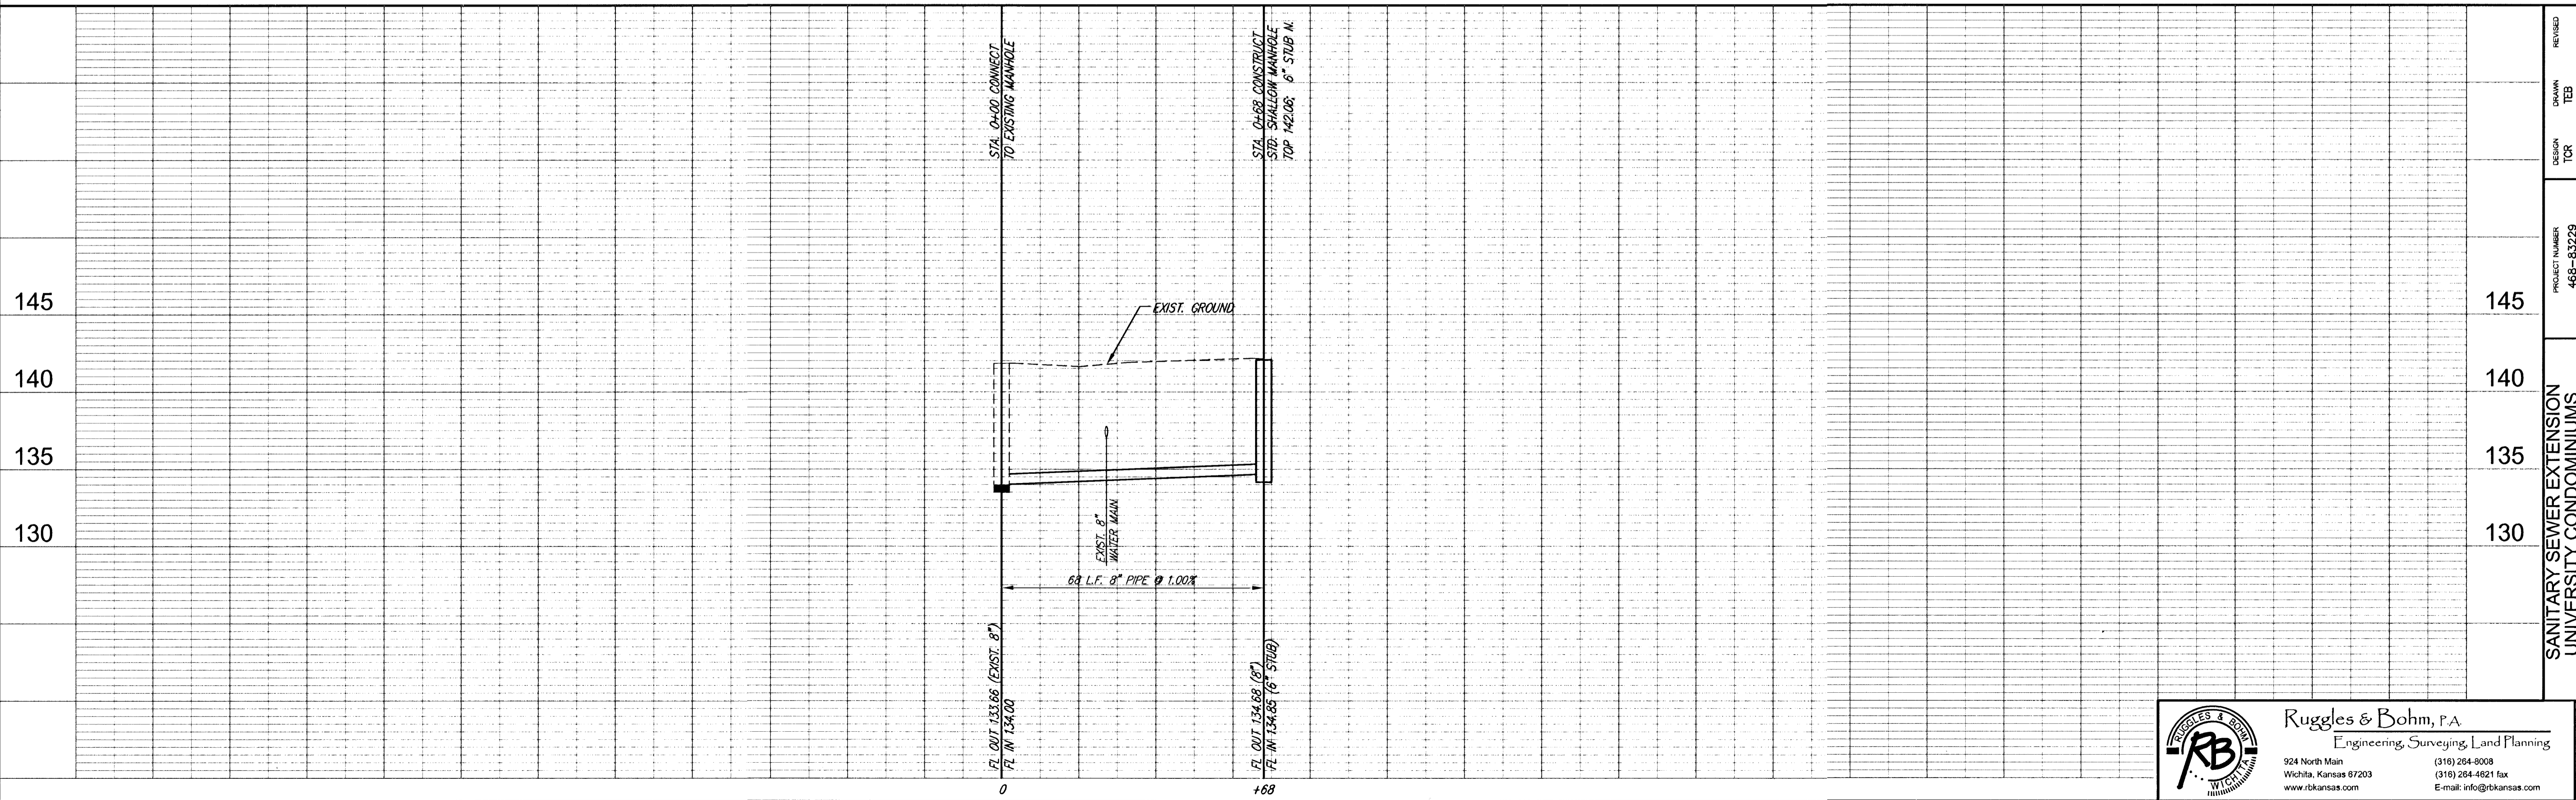 STA. 0+00 CONNECT
TO EXISTING MANHOLE
STA. 0+68 CONSTRUCT
STD. SHALLOW MANHOLE
TOP 142.06; 6" STUB N.
145
140
135
130
EXIST. GROUND
EXIST. 8"
WATER MAIN
68 L.F. 8" PIPE @ 1.00%
FL OUT 133.66 (EXIST. 8")
FL IN 134.00
FL OUT 134.68 (8")
FL IN 134.85 (6" STUB)
0
+68
145
140
135
130
REVISED
DRAWN
TEB
DESIGN
TCR
PROJECT NUMBER
468-83229
SANITARY SEWER EXTENSION
UNIVERSITY CONDOMINIUMS
RUGGLES & BOHM
RB
WICHITA
Ruggles & Bohm, P.A.
Engineering, Surveying, Land Planning
924 North Main
(316) 264-8008
Wichita, Kansas 67203
(316) 264-4621 fax
www.rbkansas.com
E-mail: info@rbkansas.com